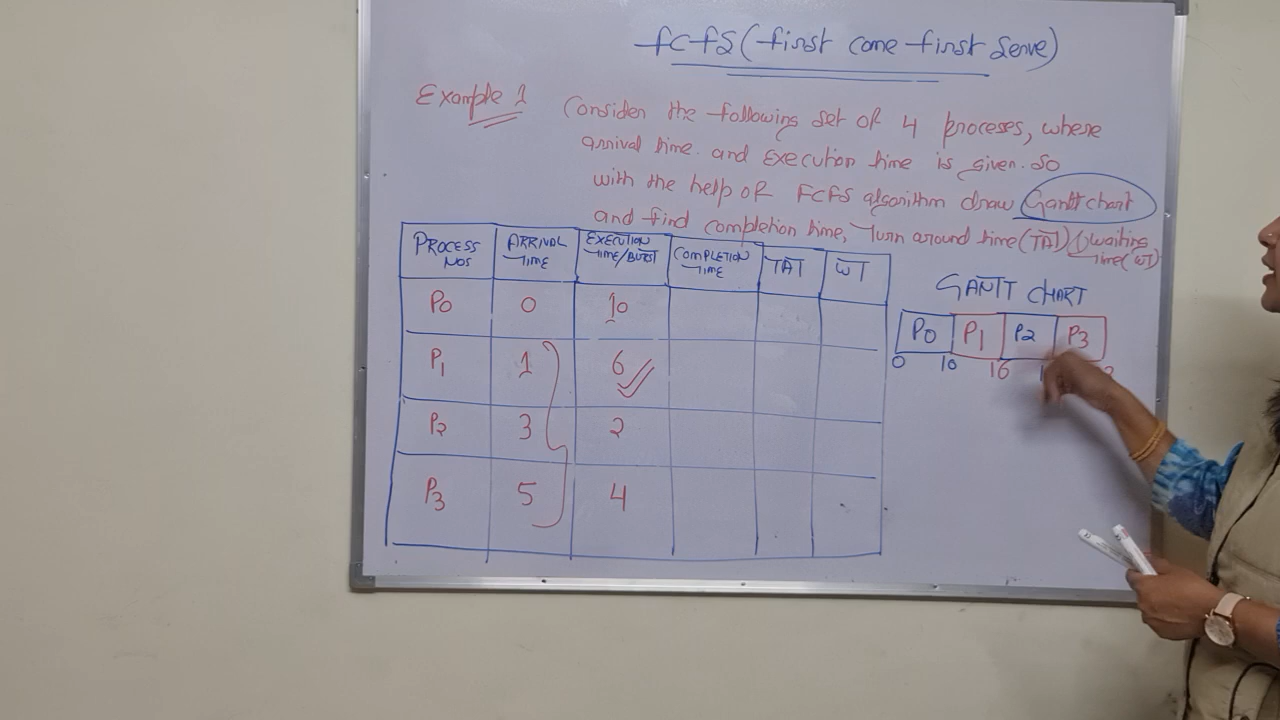 fcfs (first come first serve)
Example 1 Consider the following set of 4 proceses, where
arrival time. and execution time is given. So
with the help of FCFS algorithm draw Gantt chart
and find completion time, Turn around time (TAT) waiting
time (WT)
PROCESS NOS ARRIVAL TIME EXECUTION TIME/BURST COMPLETION TIME TAT WT
P0 0 10
P1 1 6
P2 3 2
P3 5 4
GANTT CHART
P0 P1 P2 P3
0 10 16